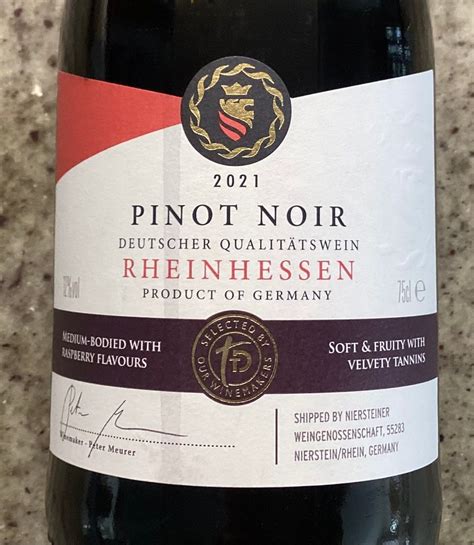 2021
PINOT NOIR
DEUTSCHER QUALITÄTSWEIN
RHEINHESSEN
PRODUCT OF GERMANY
12%vol
75cl e
MEDIUM-BODIED WITH
RASPBERRY FLAVOURS
SELECTED BY
OUR WINEMAKERS
SOFT & FRUITY WITH
VELVETY TANNINS
Winemaker - Peter Meurer
SHIPPED BY NIERSTEINER
WEINGENOSSENSCHAFT, 55283
NIERSTEIN/RHEIN, GERMANY